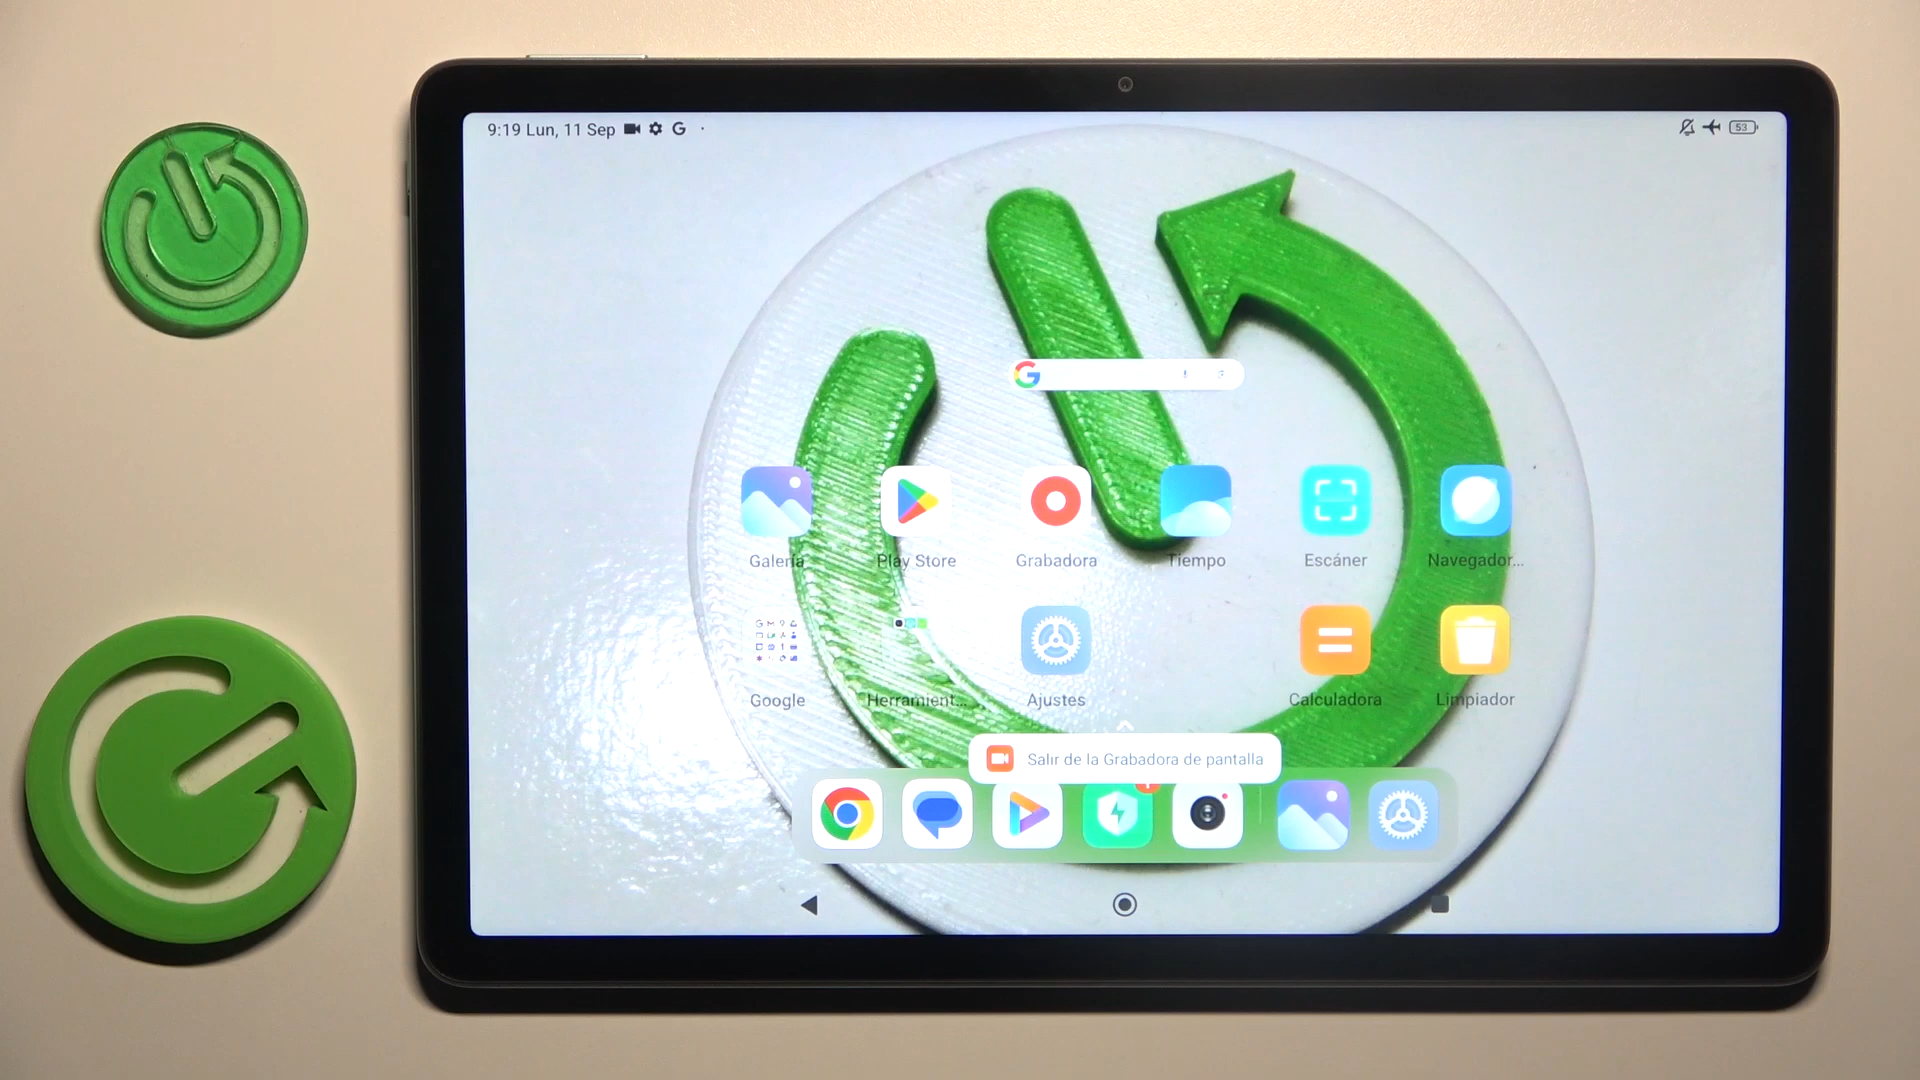 9:19 Lun, 11 Sep
53
Galería
Play Store
Grabadora
Tiempo
Escáner
Navegador...
Google
Herramient...
Ajustes
Calculadora
Limpiador
Salir de la Grabadora de pantalla